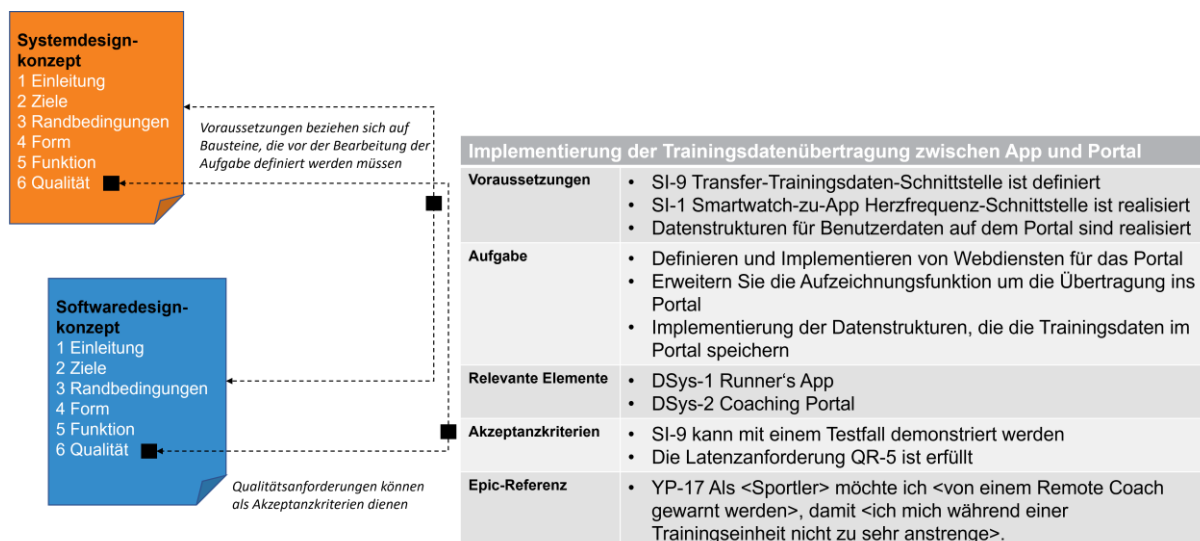 Systemdesign-
konzept
1 Einleitung
2 Ziele
3 Randbedingungen
4 Form
5 Funktion
6 Qualität
Voraussetzungen beziehen sich auf
Bausteine, die vor der Bearbeitung der
Aufgabe definiert werden müssen
Softwaredesign-
konzept
1 Einleitung
2 Ziele
3 Randbedingungen
4 Form
5 Funktion
6 Qualität
Qualitätsanforderungen können
als Akzeptanzkriterien dienen
Implementierung der Trainingsdatenübertragung zwischen App und Portal
Voraussetzungen
• SI-9 Transfer-Trainingsdaten-Schnittstelle ist definiert
• SI-1 Smartwatch-zu-App Herzfrequenz-Schnittstelle ist realisiert
• Datenstrukturen für Benutzerdaten auf dem Portal sind realisiert
Aufgabe
• Definieren und Implementieren von Webdiensten für das Portal
• Erweitern Sie die Aufzeichnungsfunktion um die Übertragung ins
Portal
• Implementierung der Datenstrukturen, die die Trainingsdaten im
Portal speichern
Relevante Elemente
• DSys-1 Runner‘s App
• DSys-2 Coaching Portal
Akzeptanzkriterien
• SI-9 kann mit einem Testfall demonstriert werden
• Die Latenzanforderung QR-5 ist erfüllt
Epic-Referenz
• YP-17 Als <Sportler> möchte ich <von einem Remote Coach
gewarnt werden>, damit <ich mich während einer
Trainingseinheit nicht zu sehr anstrenge>.